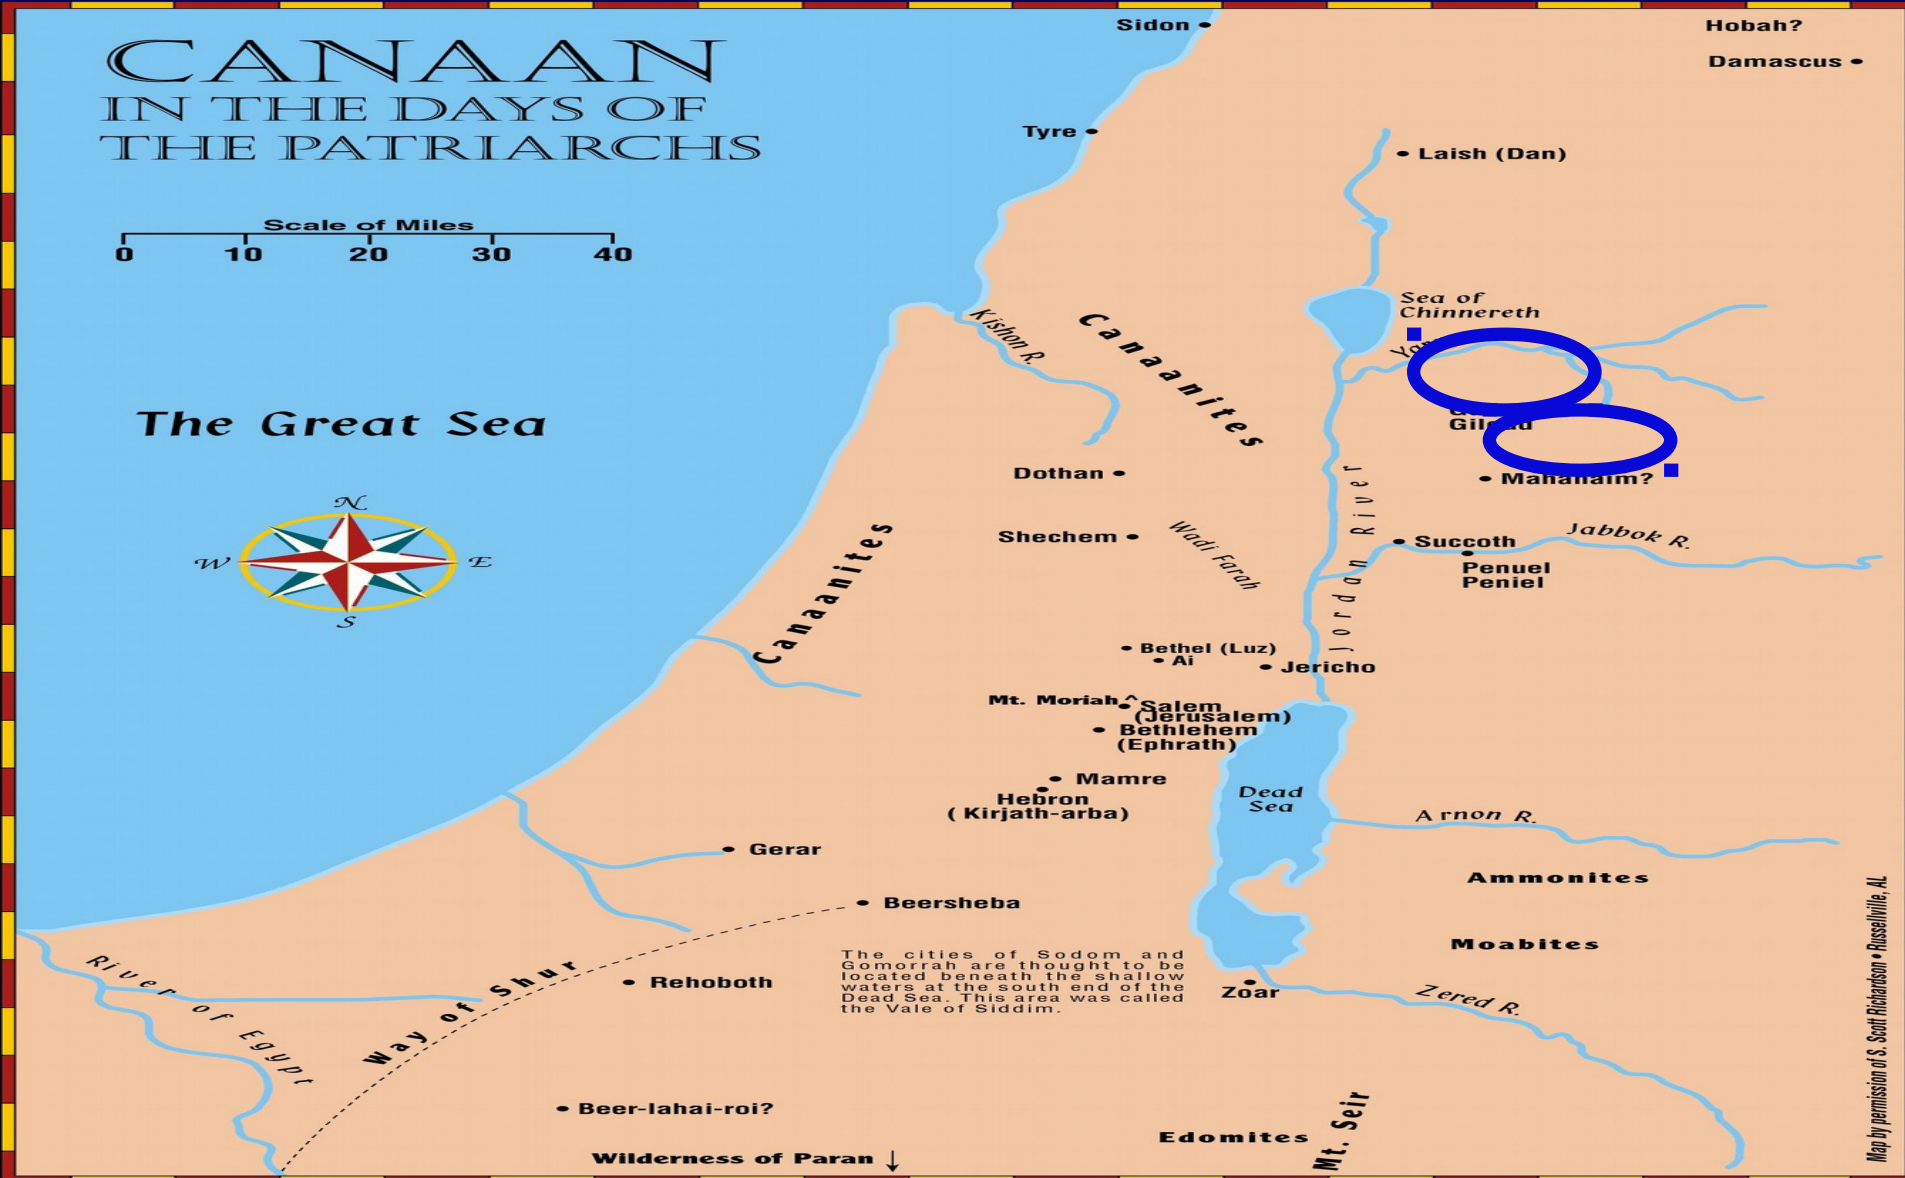 CANAAN
IN THE DAYS OF
THE PATRIARCHS
Scale of Miles
0 10 20 30 40
Sidon
Hobah?
Damascus
Tyre
Laish (Dan)
Sea of
Chinnereth
Kishon R.
Canaanites
The Great Sea
N
W
E
S
Dothan
Shechem
Wadi Farah
Jordan River
Mahanaim?
Gilead
Succoth
Jabbok R.
Penuel
Peniel
Canaanites
Bethel (Luz)
Ai
Jericho
Mt. Moriah ^
Salem
(Jerusalem)
Bethlehem
(Ephrath)
Mamre
Hebron
( Kirjath-arba)
Dead
Sea
Arnon R.
Gerar
Ammonites
Beersheba
Moabites
The cities of Sodom and
Gomorrah are thought to be
located beneath the shallow
waters at the south end of the
Dead Sea. This area was called
the Vale of Siddim.
Rehoboth
Way of Shur
River of Egypt
Zoar
Zered R.
Beer-lahai-roi?
Edomites
Mt. Seir
Wilderness of Paran ↓
Map by permission of S. Scott Richardson • Russellville, AL